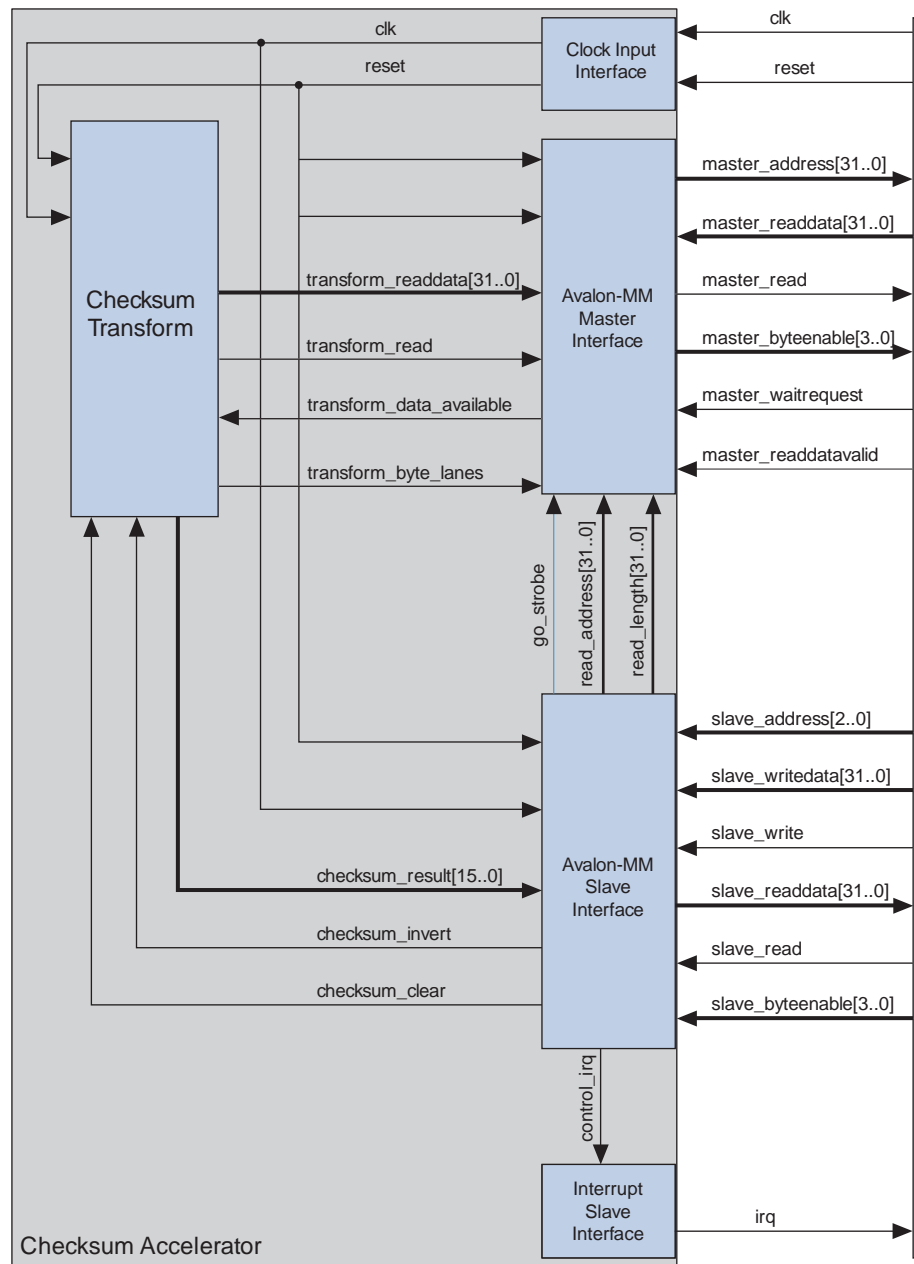 clk
clk
Clock Input
Interface
reset
reset
Checksum
Transform
master_address[31..0]
master_readdata[31..0]
transform_readdata[31..0]
Avalon-MM
Master
Interface
master_read
transform_read
master_byteenable[3..0]
transform_data_available
master_waitrequest
transform_byte_lanes
master_readdatavalid
go_strobe
read_address[31..0]
read_length[31..0]
slave_address[2..0]
slave_writedata[31..0]
slave_write
checksum_result[15..0]
Avalon-MM
Slave
Interface
slave_readdata[31..0]
checksum_invert
slave_read
checksum_clear
slave_byteenable[3..0]
control_irq
Interrupt
Slave
Interface
irq
Checksum Accelerator